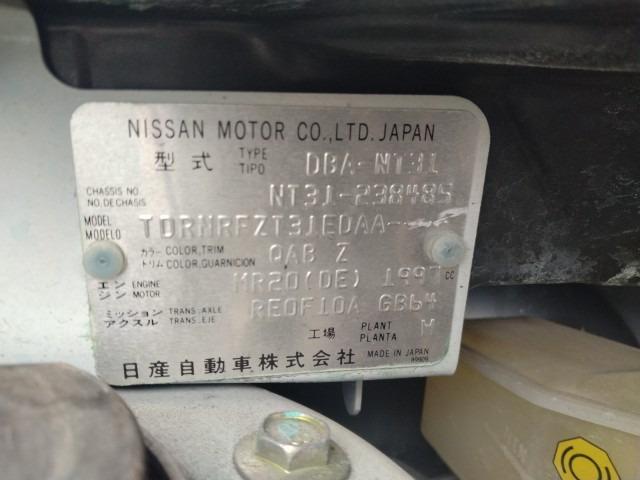 NISSAN MOTOR CO.,LTD. JAPAN
型式 TYPE TIPO DBA-NT31
CHASSIS NO. NO. DE CHASIS NT31-238485
MODEL MODELO TDRNRFZT31EDAA
カラー トリム COLOR, TRIM COLOR, GUARNICION QAB Z
エンジン ENGINE MOTOR MR20(DE) 1997 CC
ミッション アクスル TRANS. AXLE TRANS. EJE RE0F10A GB64
工場 PLANT PLANTA M
日産自動車株式会社 MADE IN JAPAN